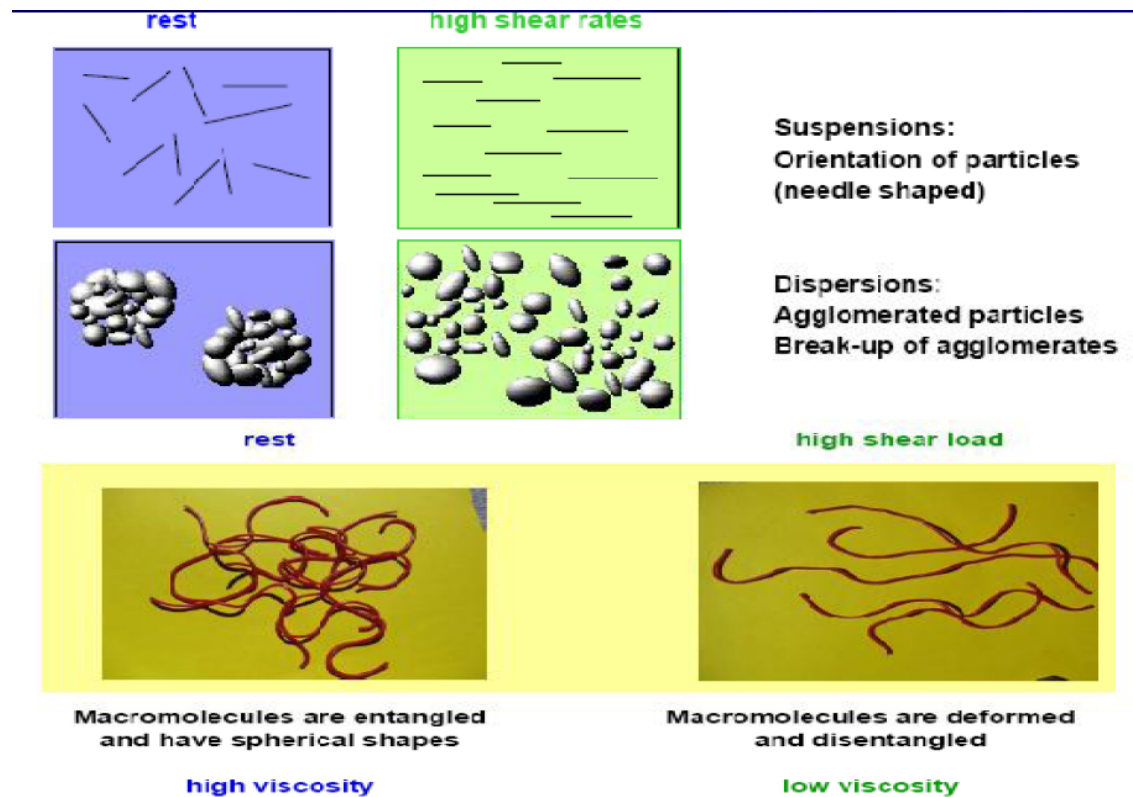 rest
high shear rates
Suspensions:
Orientation of particles
(needle shaped)
Dispersions:
Agglomerated particles
Break-up of agglomerates
rest
high shear load
Macromolecules are entangled
and have spherical shapes
Macromolecules are deformed
and disentangled
high viscosity
low viscosity